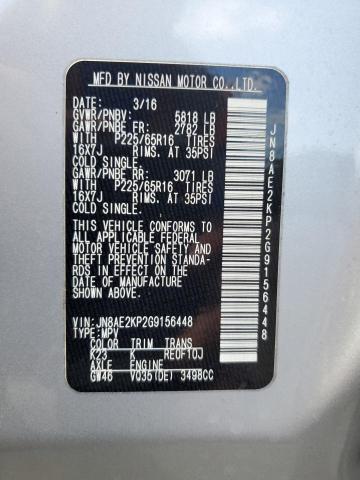 MFD BY NISSAN MOTOR CO.,LTD.
DATE: 3/16
GVWR/PNBV: 5818 LB
GAWR/PNBE FR: 2782 LB
WITH P225/65R16 TIRES
16X7J RIMS. AT 35PSI
COLD SINGLE.
GAWR/PNBE RR: 3071 LB
WITH P225/65R16 TIRES
16X7J RIMS. AT 35PSI
COLD SINGLE.
THIS VEHICLE CONFORMS TO
ALL APPLICABLE FEDERAL
MOTOR VEHICLE SAFETY AND
THEFT PREVENTION STANDA-
RDS IN EFFECT ON THE
DATE OF MANUFACTURE
SHOWN ABOVE.
VIN: JN8AE2KP2G9156448
TYPE: MPV
COLOR TRIM TRANS
K23 K RE0F10J
AXLE ENGINE
GW46 VQ35(DE) 3498CC
JN8AE2KP2G9156448